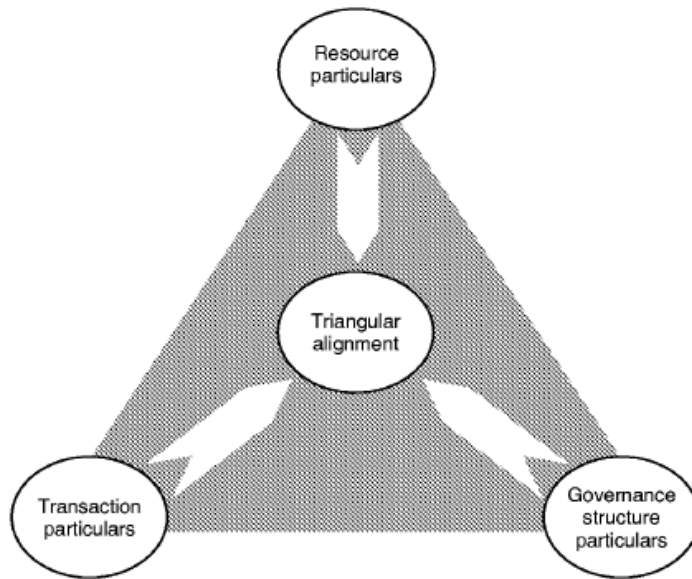 Resource
particulars
Triangular
alignment
Transaction
particulars
Governance
structure
particulars